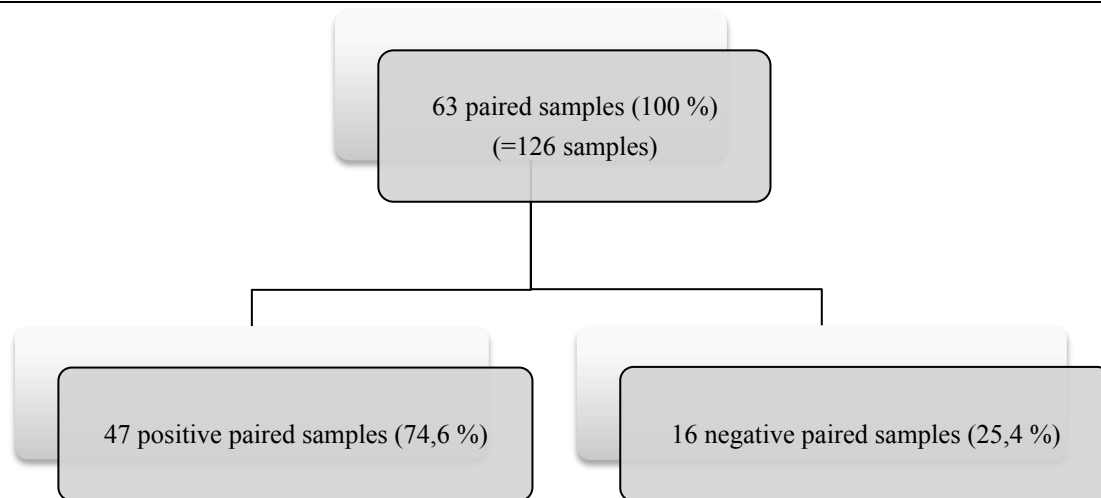 63 paired samples (100 %)
(=126 samples)
47 positive paired samples (74,6 %)
16 negative paired samples (25,4 %)